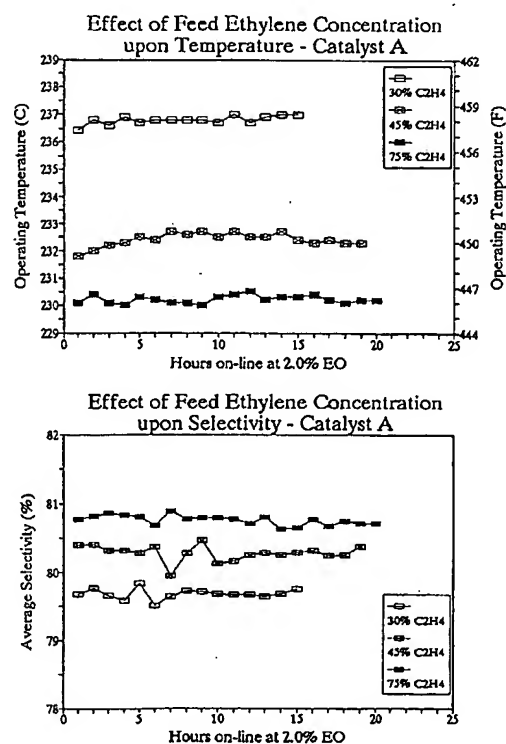 Effect of Feed Ethylene Concentration
upon Temperature - Catalyst A
239
238
237
236
235
234
233
232
231
230
229
Operating Temperature (C)
462
459
456
453
450
446
444
Operating Temperature (F)
30% C2H4
45% C2H4
75% C2H4
0
5
10
15
20
25
Hours on-line at 2.0% EO
Effect of Feed Ethylene Concentration
upon Selectivity - Catalyst A
82
81
80
79
78
Average Selectivity (%)
30% C2H4
45% C2H4
75% C2H4
0
5
10
15
20
25
Hours on-line at 2.0% EO